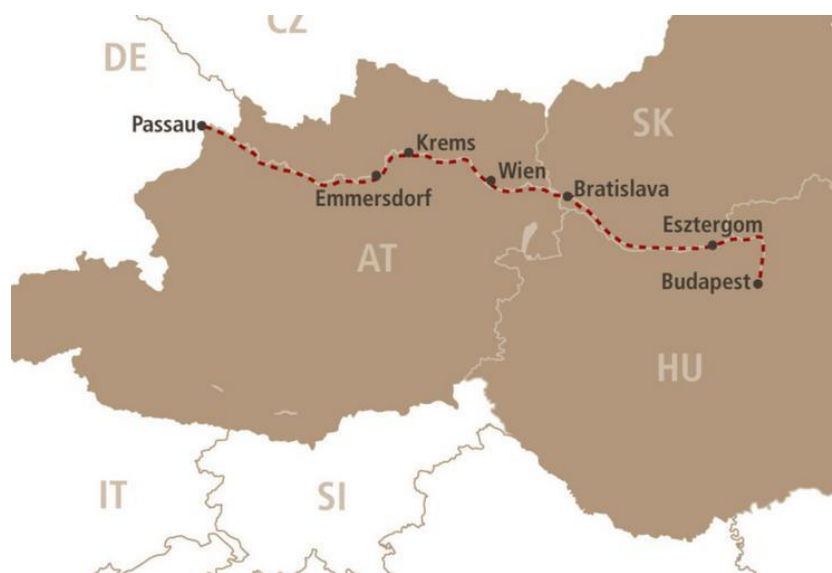 CZ
DE
SK
Passau
Krems
Wien
Emmersdorf
Bratislava
Esztergom
AT
Budapest
HU
IT
SI